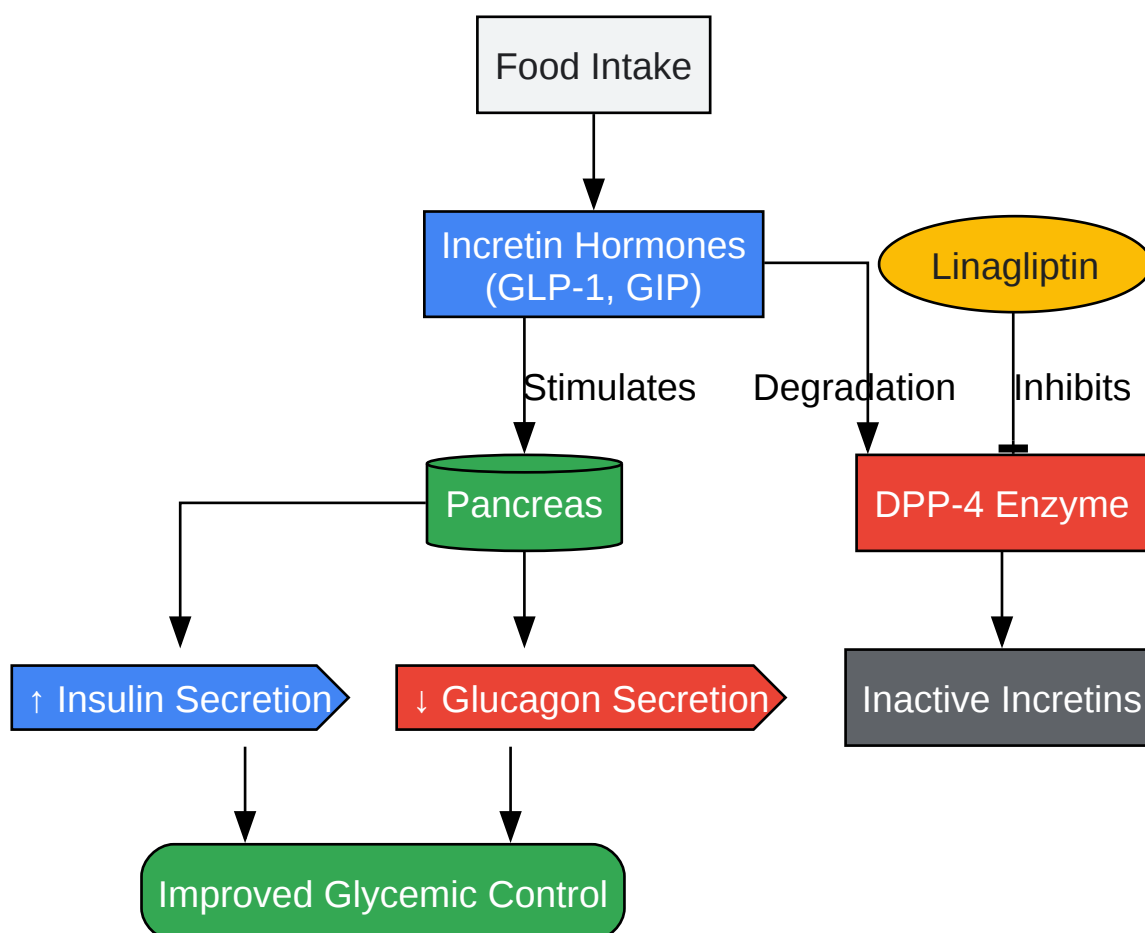 Food Intake
Incretin Hormones
(GLP-1, GIP)
Linagliptin
Stimulates
Degradation
Inhibits
Pancreas
DPP-4 Enzyme
↑ Insulin Secretion
↓ Glucagon Secretion
Inactive Incretins
Improved Glycemic Control